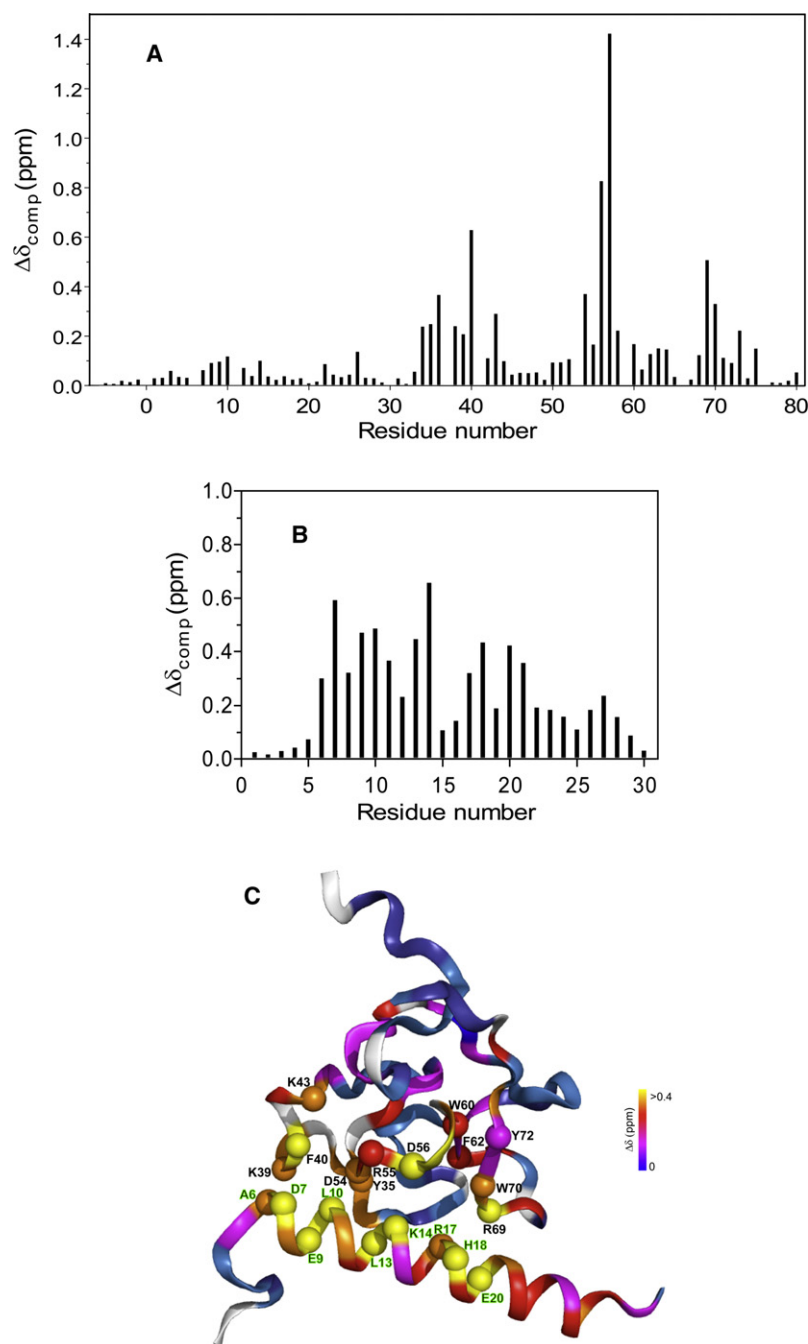 A
Δδcomp (ppm)
1.4
1.2
1.0
0.8
0.6
0.4
0.2
0.0
0 10 20 30 40 50 60 70 80
Residue number
B
Δδcomp (ppm)
1.0
0.8
0.6
0.4
0.2
0.0
0 5 10 15 20 25 30
Residue number
C
K43
W60
Y72
F62
D56
K39
F40
D54
R55
Y35
W70
R69
A6
D7
L10
E9
L13
K14
R17
H18
E20
Δδ (ppm)
>0.4
0